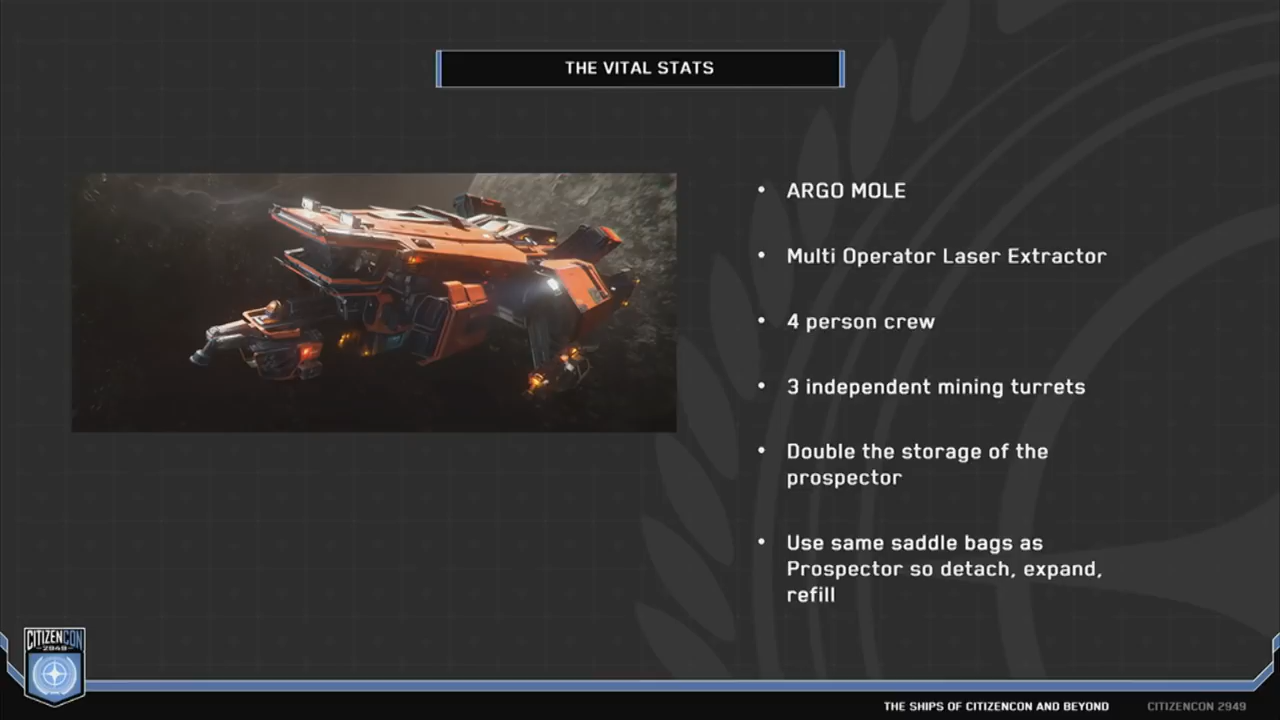 THE VITAL STATS
• ARGO MOLE
• Multi Operator Laser Extractor
• 4 person crew
• 3 independent mining turrets
• Double the storage of the
prospector
• Use same saddle bags as
Prospector so detach, expand,
refill
CITIZENCON
2949
THE SHIPS OF CITIZENCON AND BEYOND
CITIZENCON 2949